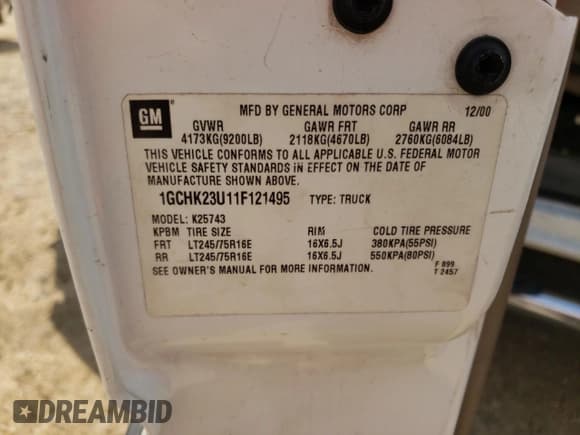 GM
MFD BY GENERAL MOTORS CORP 12/00
GVWR GAWR FRT GAWR RR
4173KG(9200LB) 2118KG(4670LB) 2760KG(6084LB)
THIS VEHICLE CONFORMS TO ALL APPLICABLE U.S. FEDERAL MOTOR
VEHICLE SAFETY STANDARDS IN EFFECT ON THE DATE OF
MANUFACTURE SHOWN ABOVE.
1GCHK23U11F121495 TYPE: TRUCK
MODEL: K25743
KPBM TIRE SIZE RIM COLD TIRE PRESSURE
FRT LT245/75R16E 16X6.5J 380KPA(55PSI)
RR LT245/75R16E 16X6.5J 550KPA(80PSI)
SEE OWNER'S MANUAL FOR MORE INFORMATION.
F 899
T 2457
DREAMBID